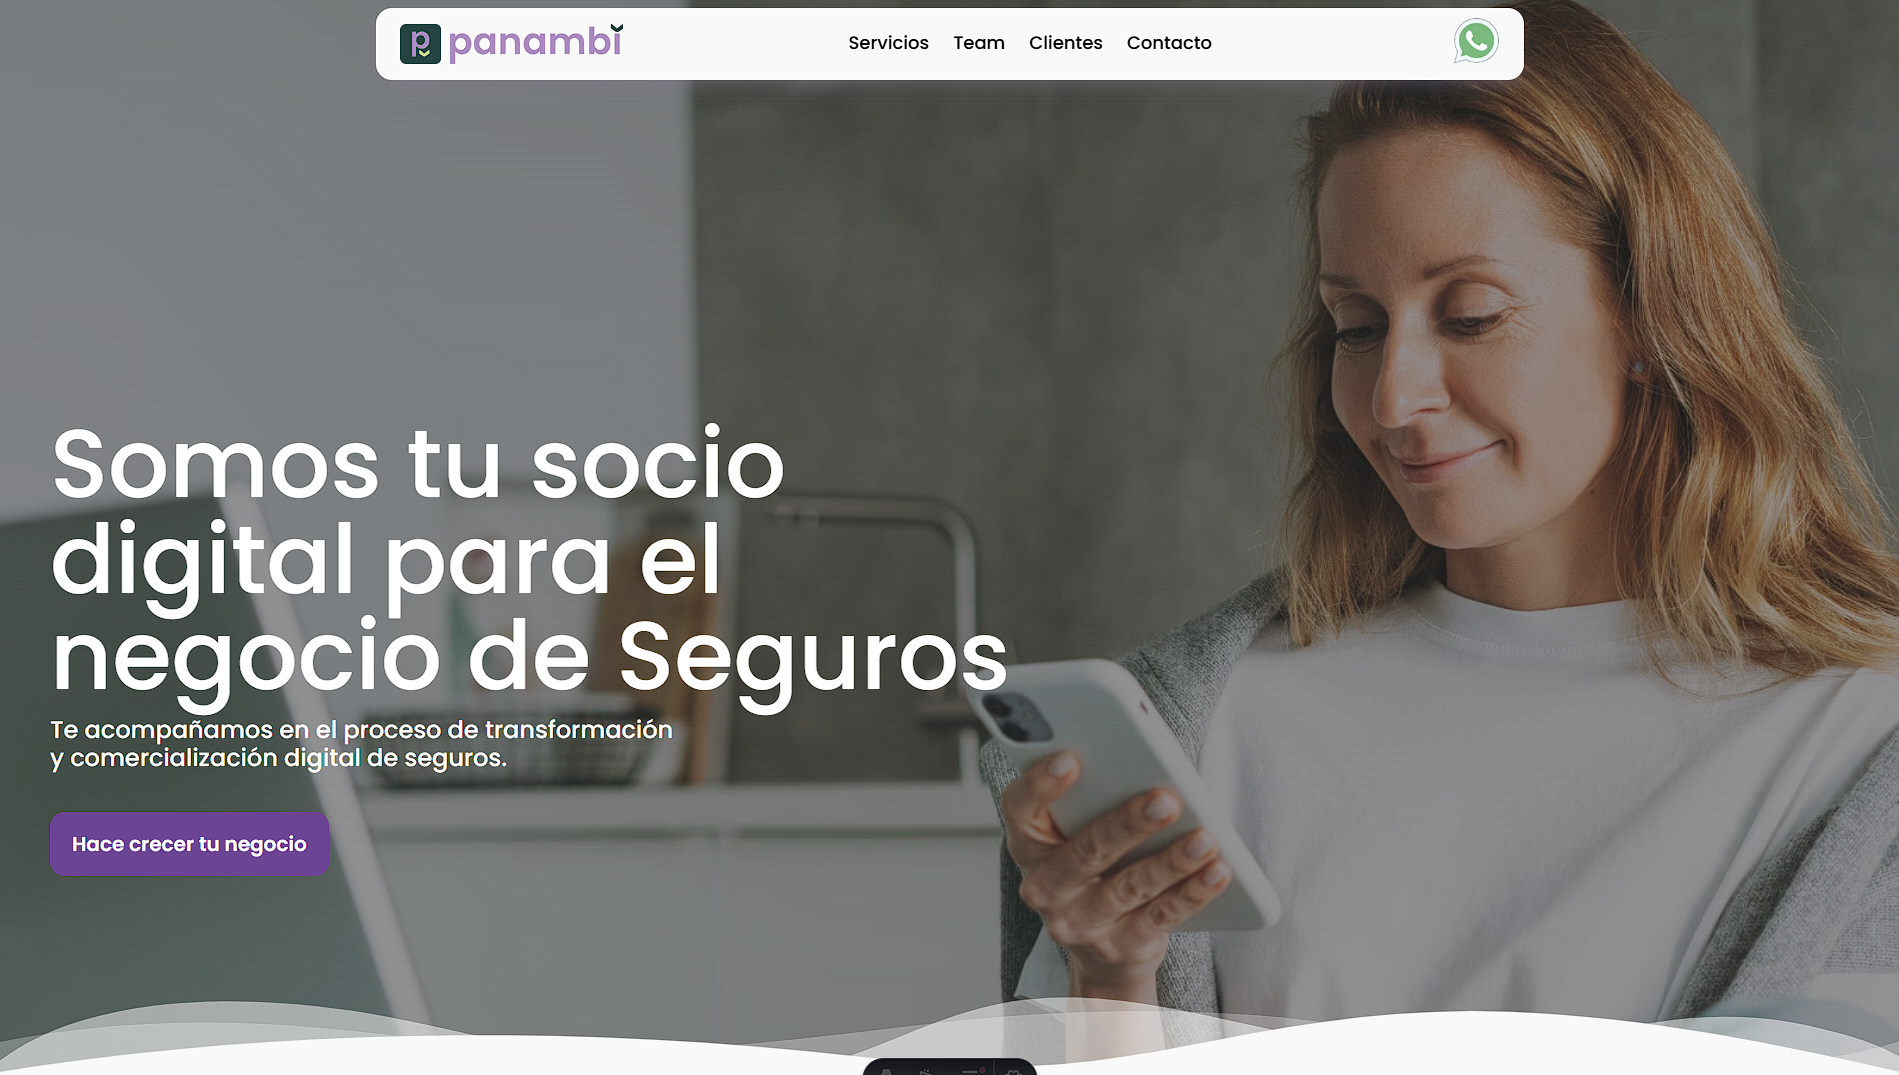 panambi
Servicios Team Clientes Contacto
Somos tu socio
digital para el
negocio de Seguros
Te acompañamos en el proceso de transformación
y comercialización digital de seguros.
Hace crecer tu negocio